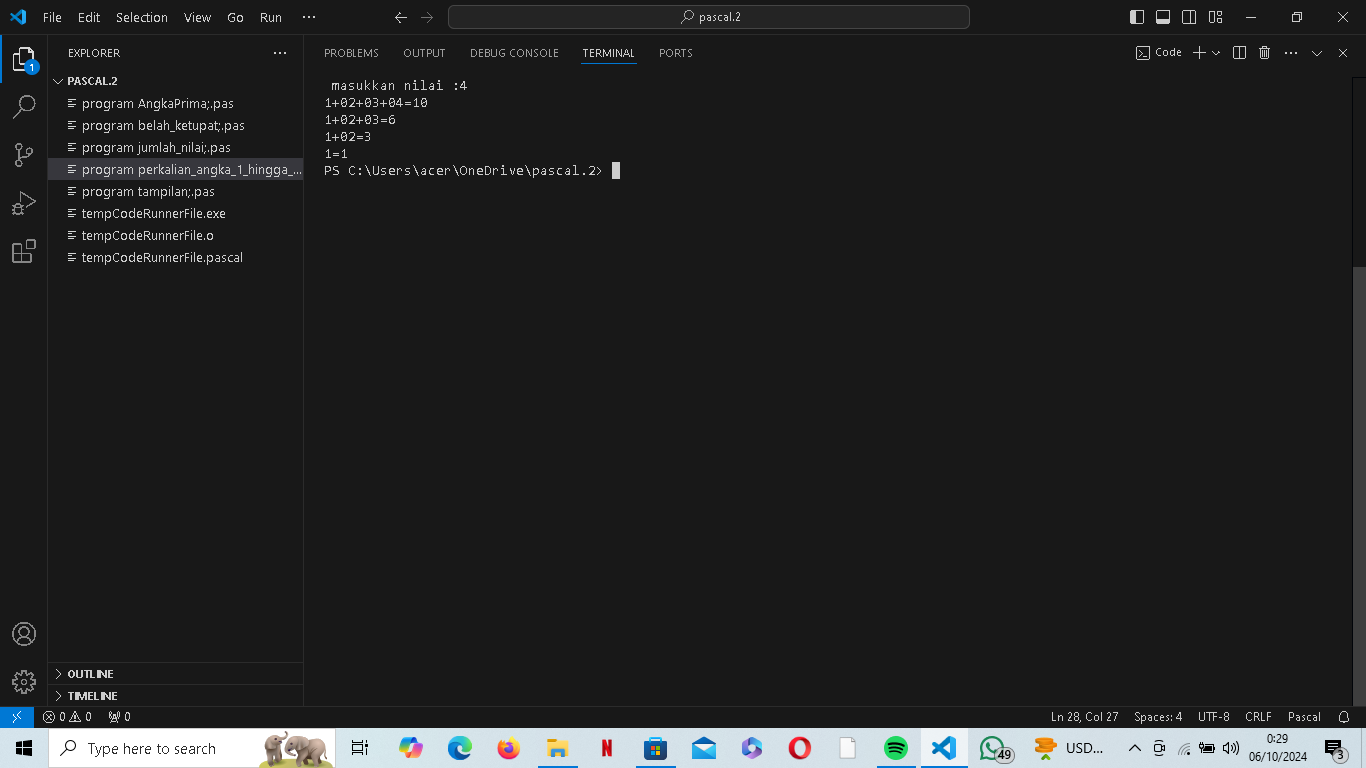 File Edit Selection View Go Run ···
pascal.2
EXPLORER ···
PASCAL.2
program AngkaPrima;.pas
program belah_ketupat;.pas
program jumlah_nilai;.pas
program perkalian_angka_1_hingga_...
program tampilan;.pas
tempCodeRunnerFile.exe
tempCodeRunnerFile.o
tempCodeRunnerFile.pascal
OUTLINE
TIMELINE
PROBLEMS OUTPUT DEBUG CONSOLE TERMINAL PORTS
Code
masukkan nilai :4
1+02+03+04=10
1+02+03=6
1+02=3
1=1
PS C:\Users\acer\OneDrive\pascal.2>
1
0 0 0
Ln 28, Col 27 Spaces: 4 UTF-8 CRLF Pascal
Type here to search
N
49
USD...
0:29
06/10/2024
3